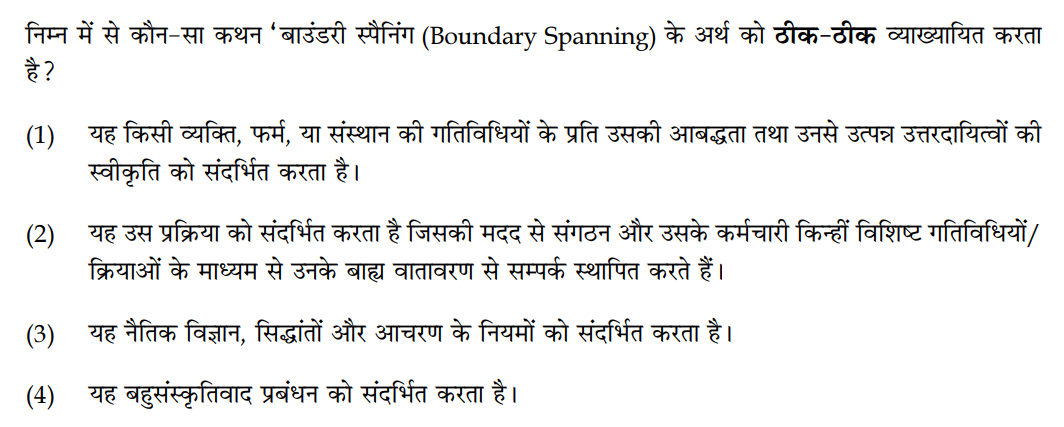 निम्न में से कौन-सा कथन ‘बाउंडरी स्पैनिंग (Boundary Spanning) के अर्थ को ठीक-ठीक व्याख्यायित करता
है?
(1) यह किसी व्यक्ति, फर्म, या संस्थान की गतिविधियों के प्रति उसकी आबद्धता तथा उनसे उत्पन्न उत्तरदायित्वों की
स्वीकृति को संदर्भित करता है।
(2) यह उस प्रक्रिया को संदर्भित करता है जिसकी मदद से संगठन और उसके कर्मचारी किन्हीं विशिष्ट गतिविधियों/
क्रियाओं के माध्यम से उनके बाह्य वातावरण से सम्पर्क स्थापित करते हैं।
(3) यह नैतिक विज्ञान, सिद्धांतों और आचरण के नियमों को संदर्भित करता है।
(4) यह बहुसंस्कृतिवाद प्रबंधन को संदर्भित करता है।